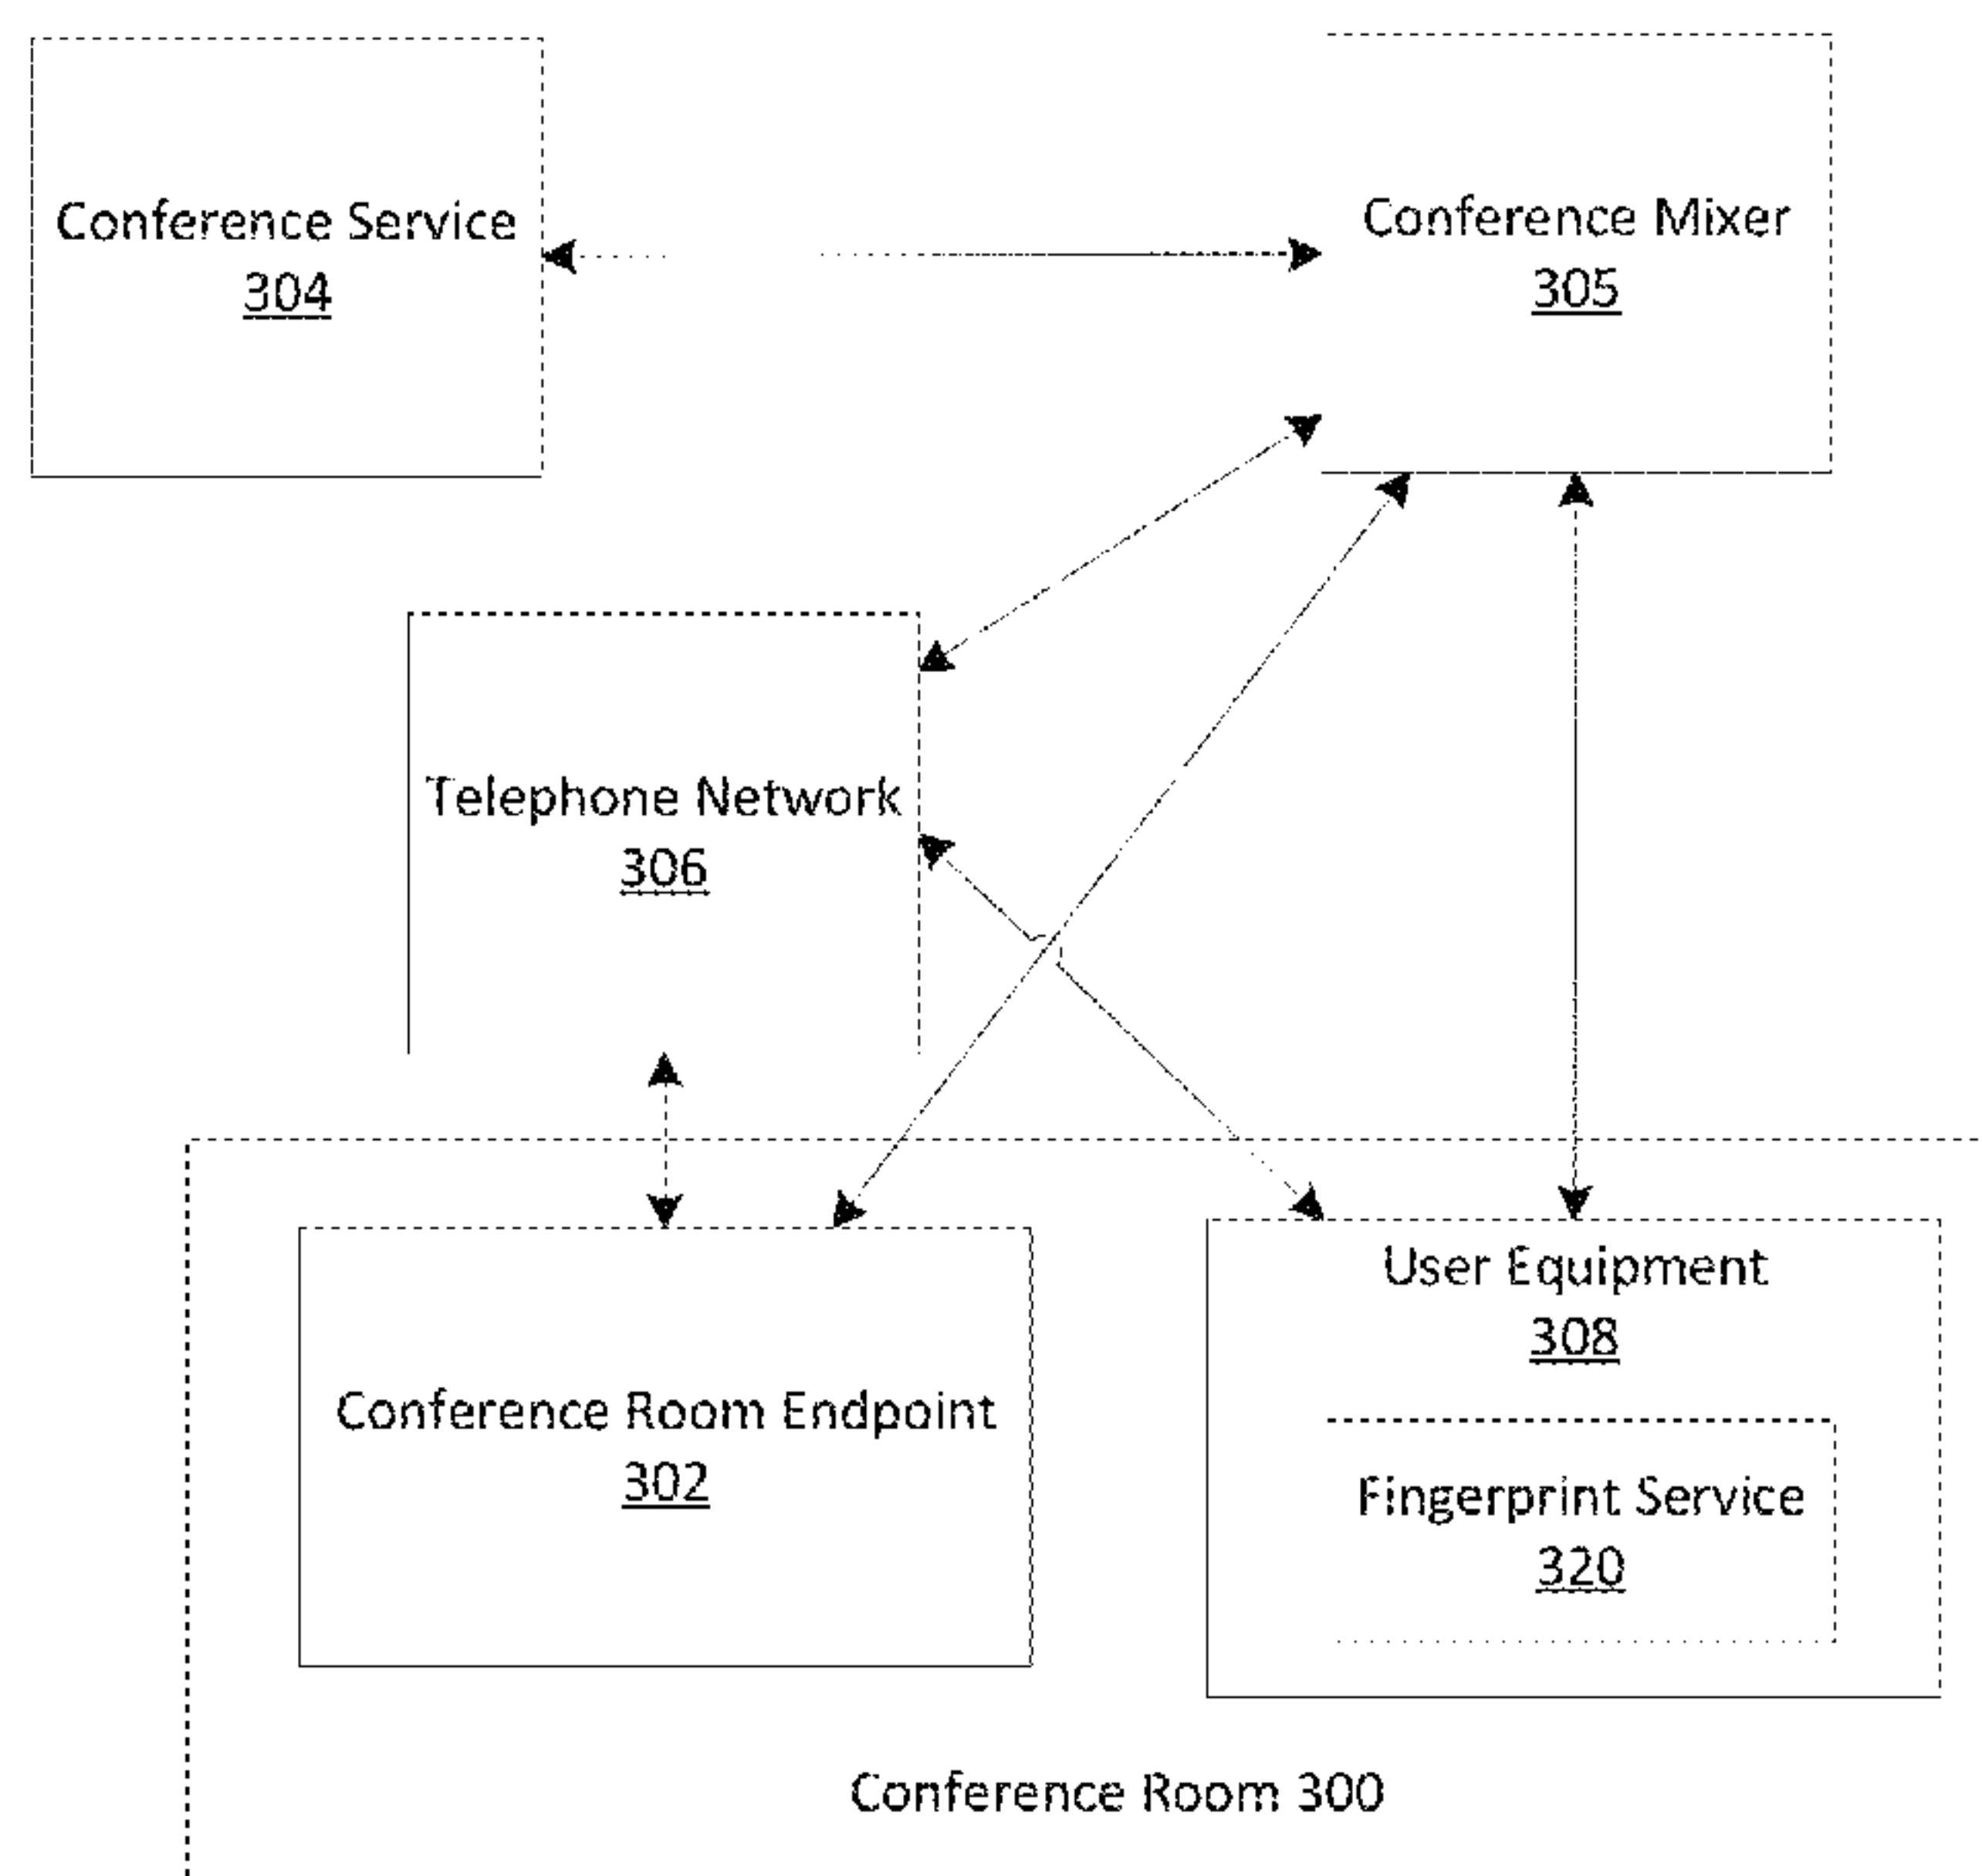 Conference Service
304
Conference Mixer
305
Telephone Network
306
Conference Room Endpoint
302
User Equipment
308
Fingerprint Service
320
Conference Room 300